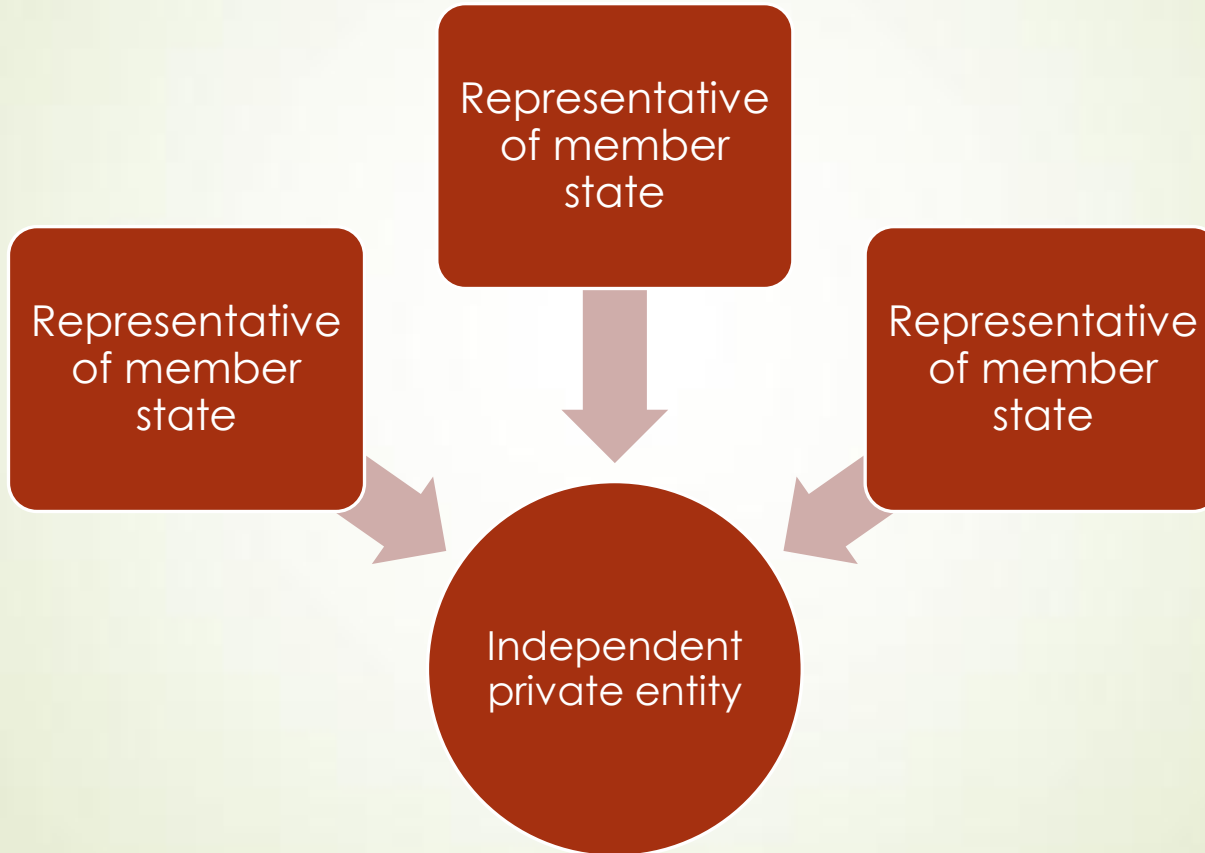 Representative
of member
state
Representative
of member
state
Representative
of member
state
Independent
private entity